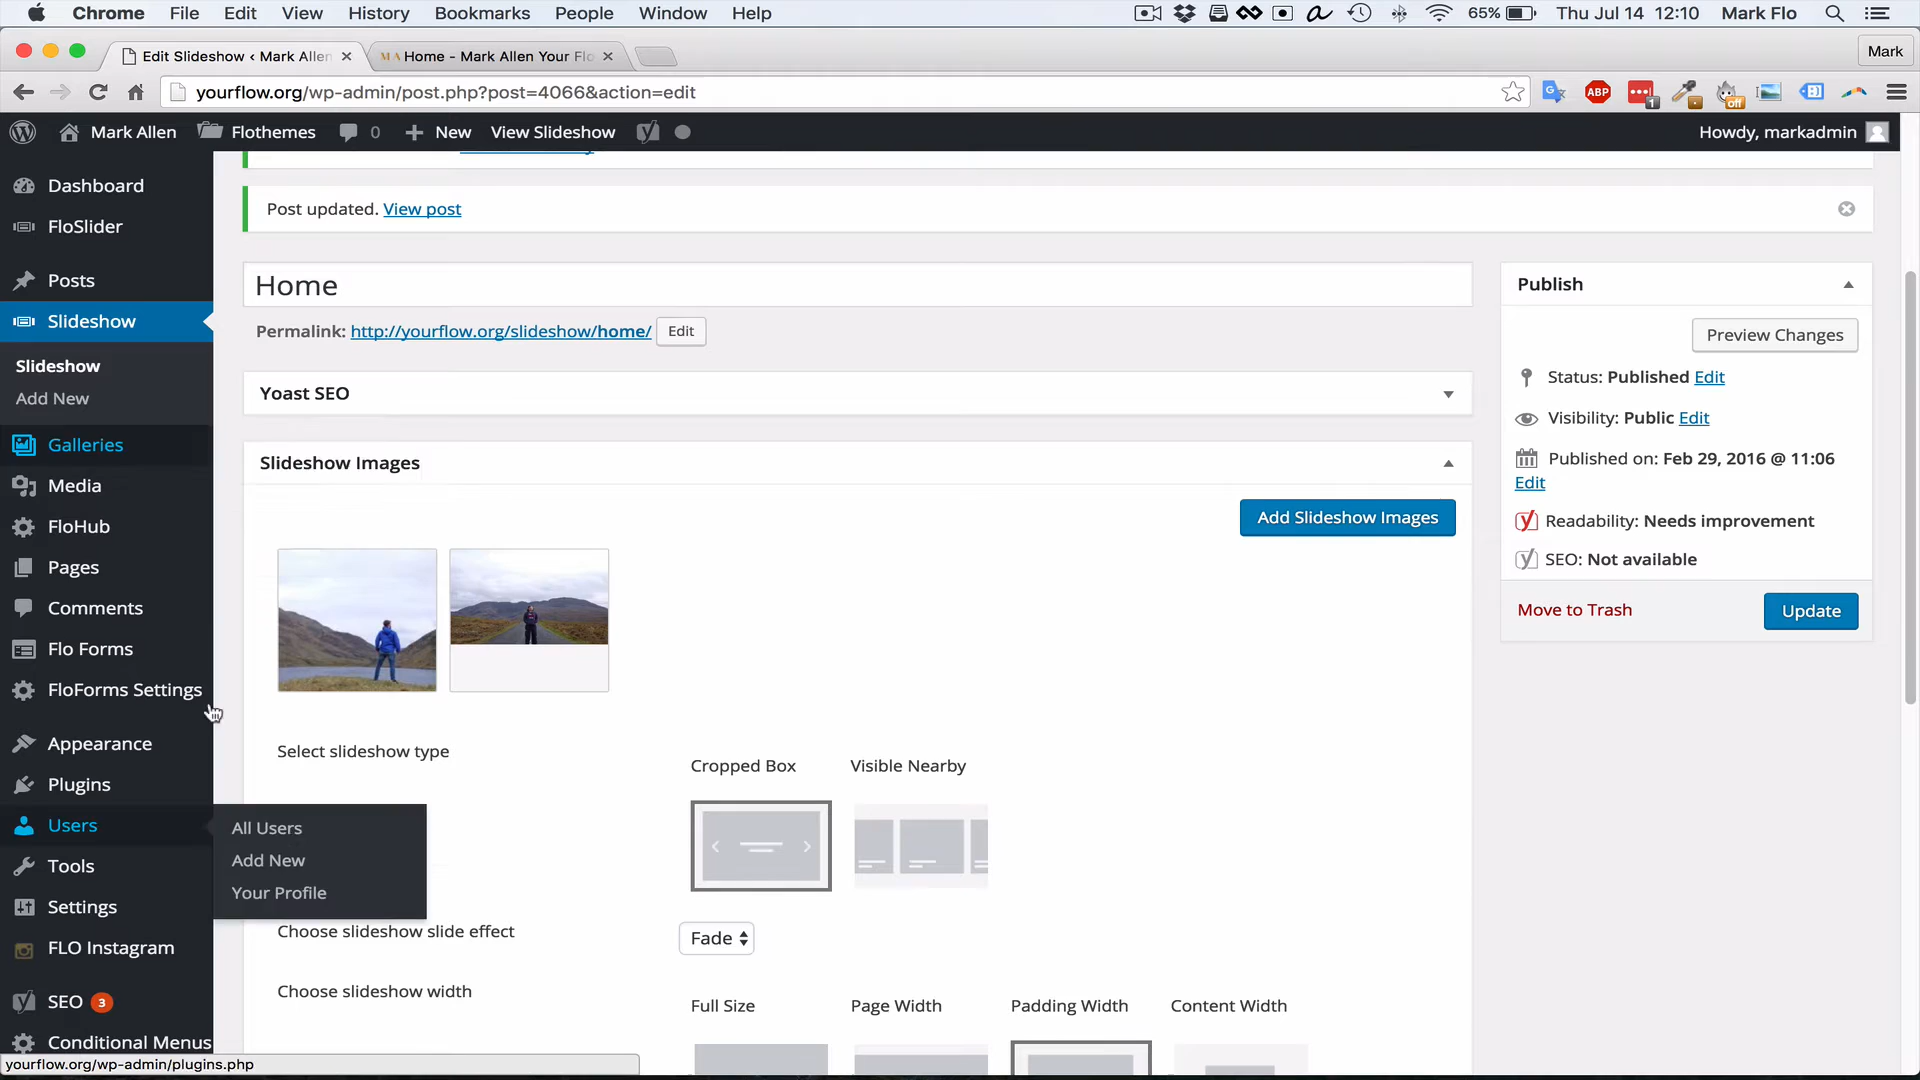 Chrome File Edit View History Bookmarks People Window Help 65% Thu Jul 14 12:10 Mark Flo
Edit Slideshow ‹ Mark Allen Home - Mark Allen Your Flo Mark
yourflow.org/wp-admin/post.php?post=4066&action=edit ABP 1 off
Mark Allen Flothemes 0 New View Slideshow Howdy, markadmin
Dashboard
FloSlider
Posts
Slideshow
Slideshow
Add New
Galleries
Media
FloHub
Pages
Comments
Flo Forms
FloForms Settings
Appearance
Plugins
Users
Tools
Settings
FLO Instagram
SEO 3
Conditional Menus
All Users
Add New
Your Profile
Post updated. View post
Home
Permalink: http://yourflow.org/slideshow/home/ Edit
Yoast SEO
Slideshow Images
Add Slideshow Images
Select slideshow type
Cropped Box Visible Nearby
Choose slideshow slide effect
Fade
Choose slideshow width
Full Size Page Width Padding Width Content Width
Publish
Preview Changes
Status: Published Edit
Visibility: Public Edit
Published on: Feb 29, 2016 @ 11:06
Edit
Readability: Needs improvement
SEO: Not available
Move to Trash Update
yourflow.org/wp-admin/plugins.php